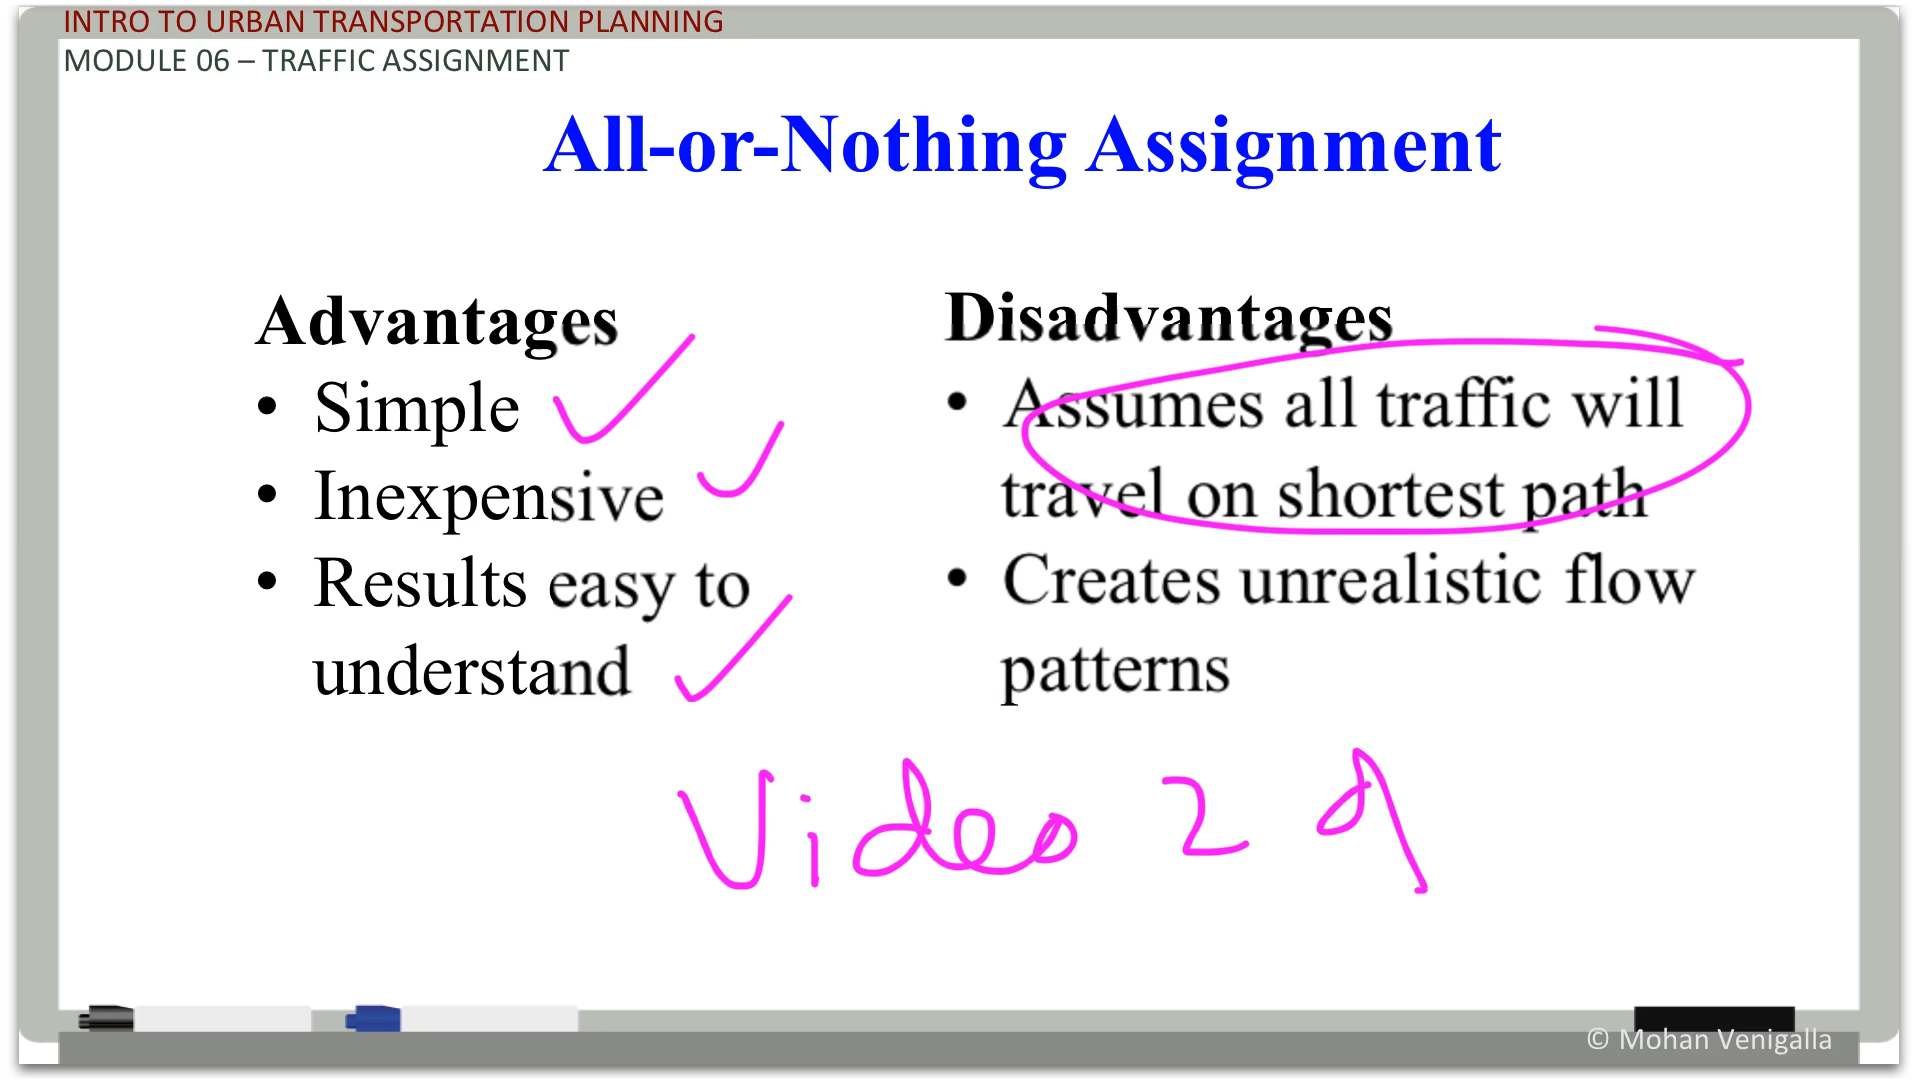 INTRO TO URBAN TRANSPORTATION PLANNING
MODULE 06 – TRAFFIC ASSIGNMENT
All-or-Nothing Assignment
Advantages
• Simple
• Inexpensive
• Results easy to
understand
Disadvantages
• Assumes all traffic will
travel on shortest path
• Creates unrealistic flow
patterns
Video 2
© Mohan Venigalla